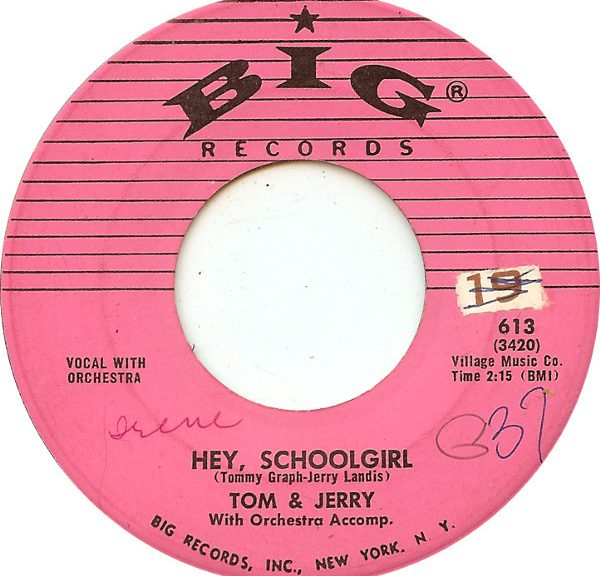 BIG®
RECORDS
19
613
(3420)
Village Music Co.
Time 2:15 (BMI)
VOCAL WITH
ORCHESTRA
Irene
G37
HEY, SCHOOLGIRL
(Tommy Graph-Jerry Landis)
TOM & JERRY
With Orchestra Accomp.
BIG RECORDS, INC., NEW YORK. N. Y.